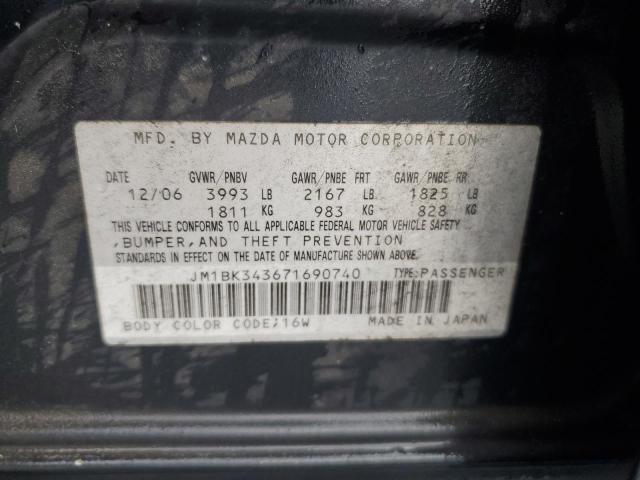 MFD. BY MAZDA MOTOR CORPORATION
DATE GVWR/PNBV GAWR/PNBE FRT GAWR/PNBE RR
12/06 3993 LB 2167 LB 1825 LB
1811 KG 983 KG 828 KG
THIS VEHICLE CONFORMS TO ALL APPLICABLE FEDERAL MOTOR VEHICLE SAFETY
,BUMPER,AND THEFT PREVENTION
STANDARDS IN EFFECT ON THE DATE OF MANUFACTURE SHOWN ABOVE.
JM1BK343671690740 TYPE:PASSENGER
BODY COLOR CODE;16W MADE IN JAPAN